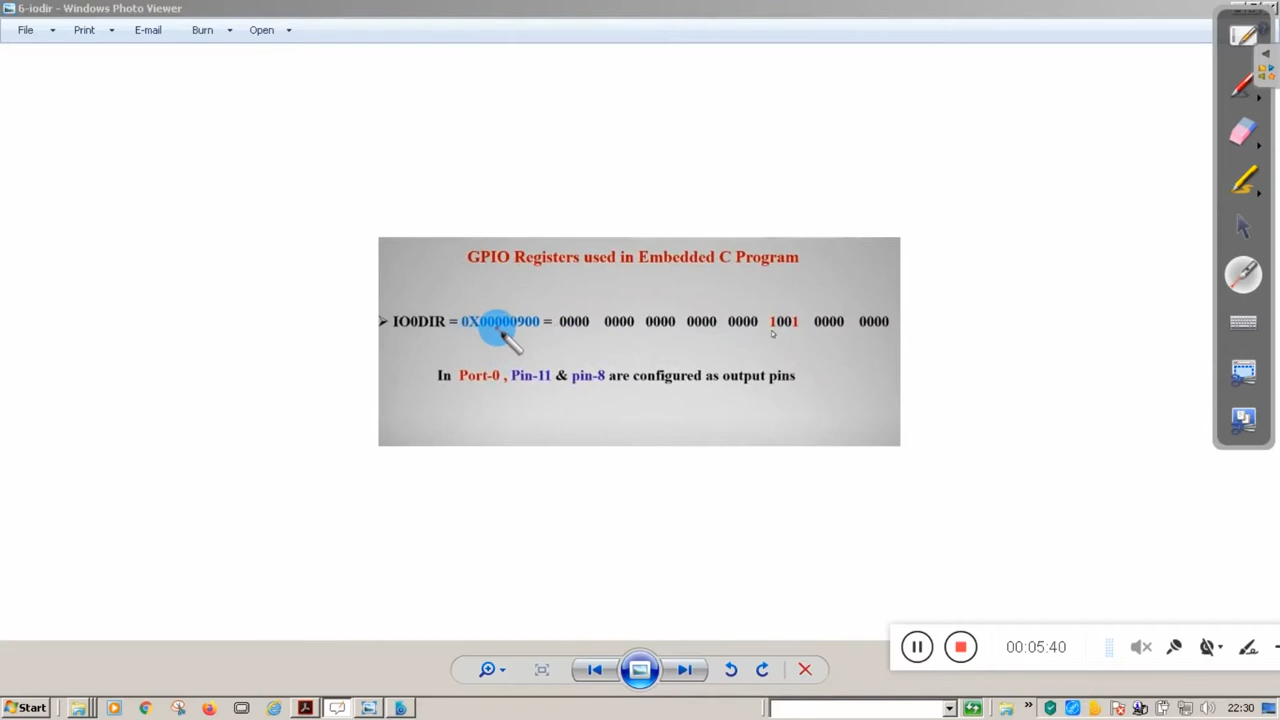 6-iodir - Windows Photo Viewer
File Print E-mail Burn Open
GPIO Registers used in Embedded C Program
➢ IO0DIR = 0X00000900 = 0000 0000 0000 0000 0000 1001 0000 0000
In Port-0 , Pin-11 & pin-8 are configured as output pins
00:05:40
Start
22:30